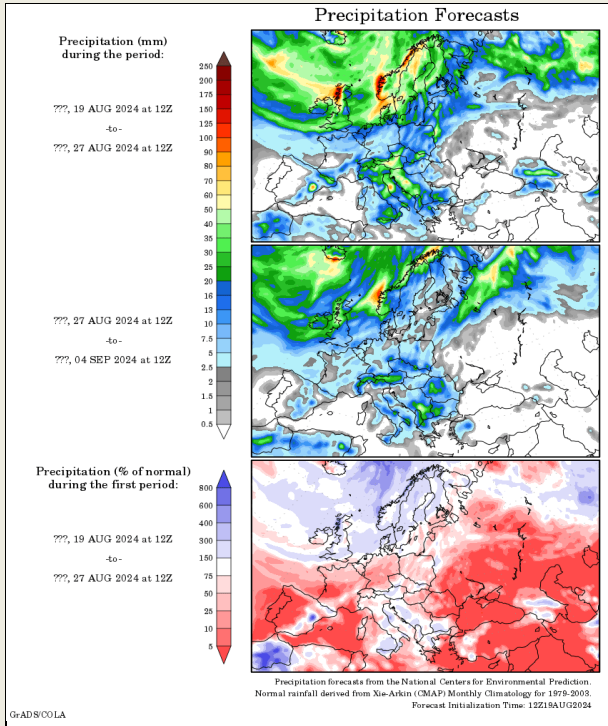 Precipitation Forecasts
Precipitation (mm)
during the period:
???, 19 AUG 2024 at 12Z
-to-
???, 27 AUG 2024 at 12Z
250
200
175
150
125
100
90
80
70
60
50
40
35
30
25
20
16
13
10
7.5
5
2.5
2
1.5
1
0.5
???, 27 AUG 2024 at 12Z
-to-
???, 04 SEP 2024 at 12Z
Precipitation (% of normal)
during the first period:
???, 19 AUG 2024 at 12Z
-to-
???, 27 AUG 2024 at 12Z
800
600
400
300
150
75
50
25
10
5
Precipitation forecasts from the National Centers for Environmental Prediction.
Normal rainfall derived from Xie-Arkin (CMAP) Monthly Climatology for 1979-2003.
Forecast Initialization Time: 12Z19AUG2024
GrADS/COLA